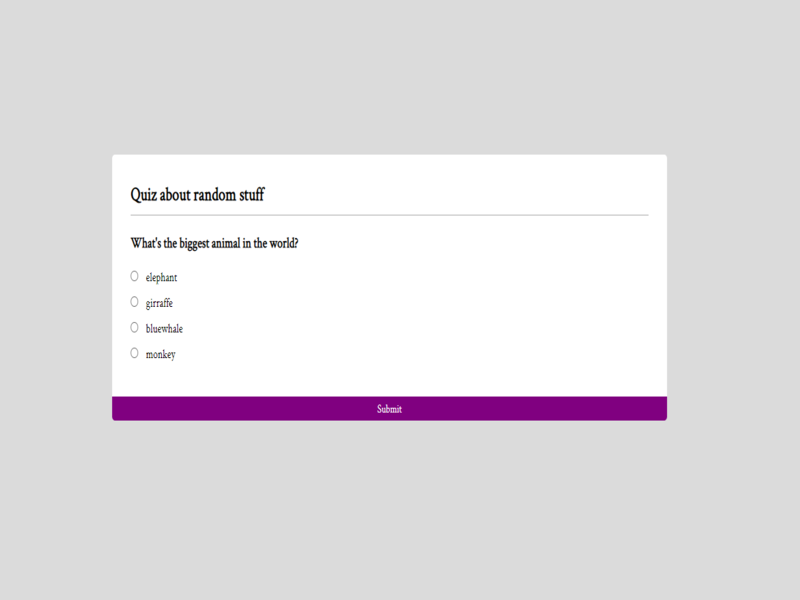 Quiz about random stuff
What's the biggest animal in the world?
elephant
girraffe
bluewhale
monkey
Submit